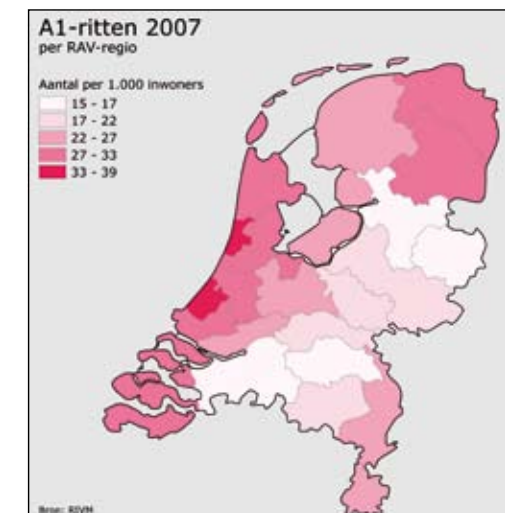 A1-ritten 2007
per RAV-regio
Aantal per 1.000 inwoners
15 - 17
17 - 22
22 - 27
27 - 33
33 - 39
Bron: RIVM